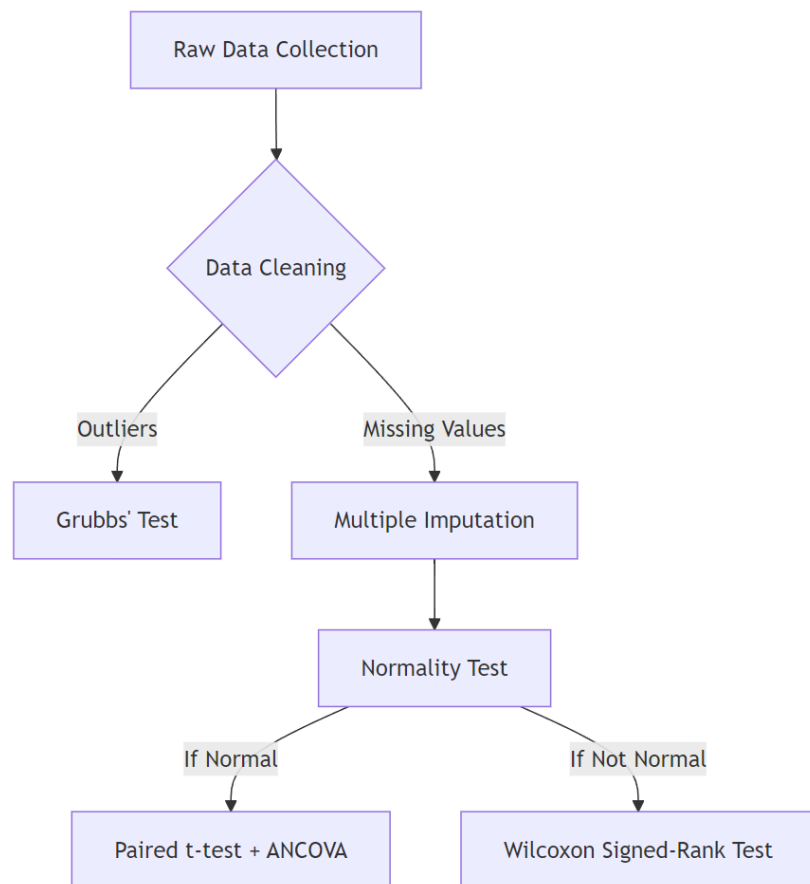 Raw Data Collection
Data Cleaning
Outliers
Missing Values
Grubbs' Test
Multiple Imputation
Normality Test
If Normal
If Not Normal
Paired t-test + ANCOVA
Wilcoxon Signed-Rank Test